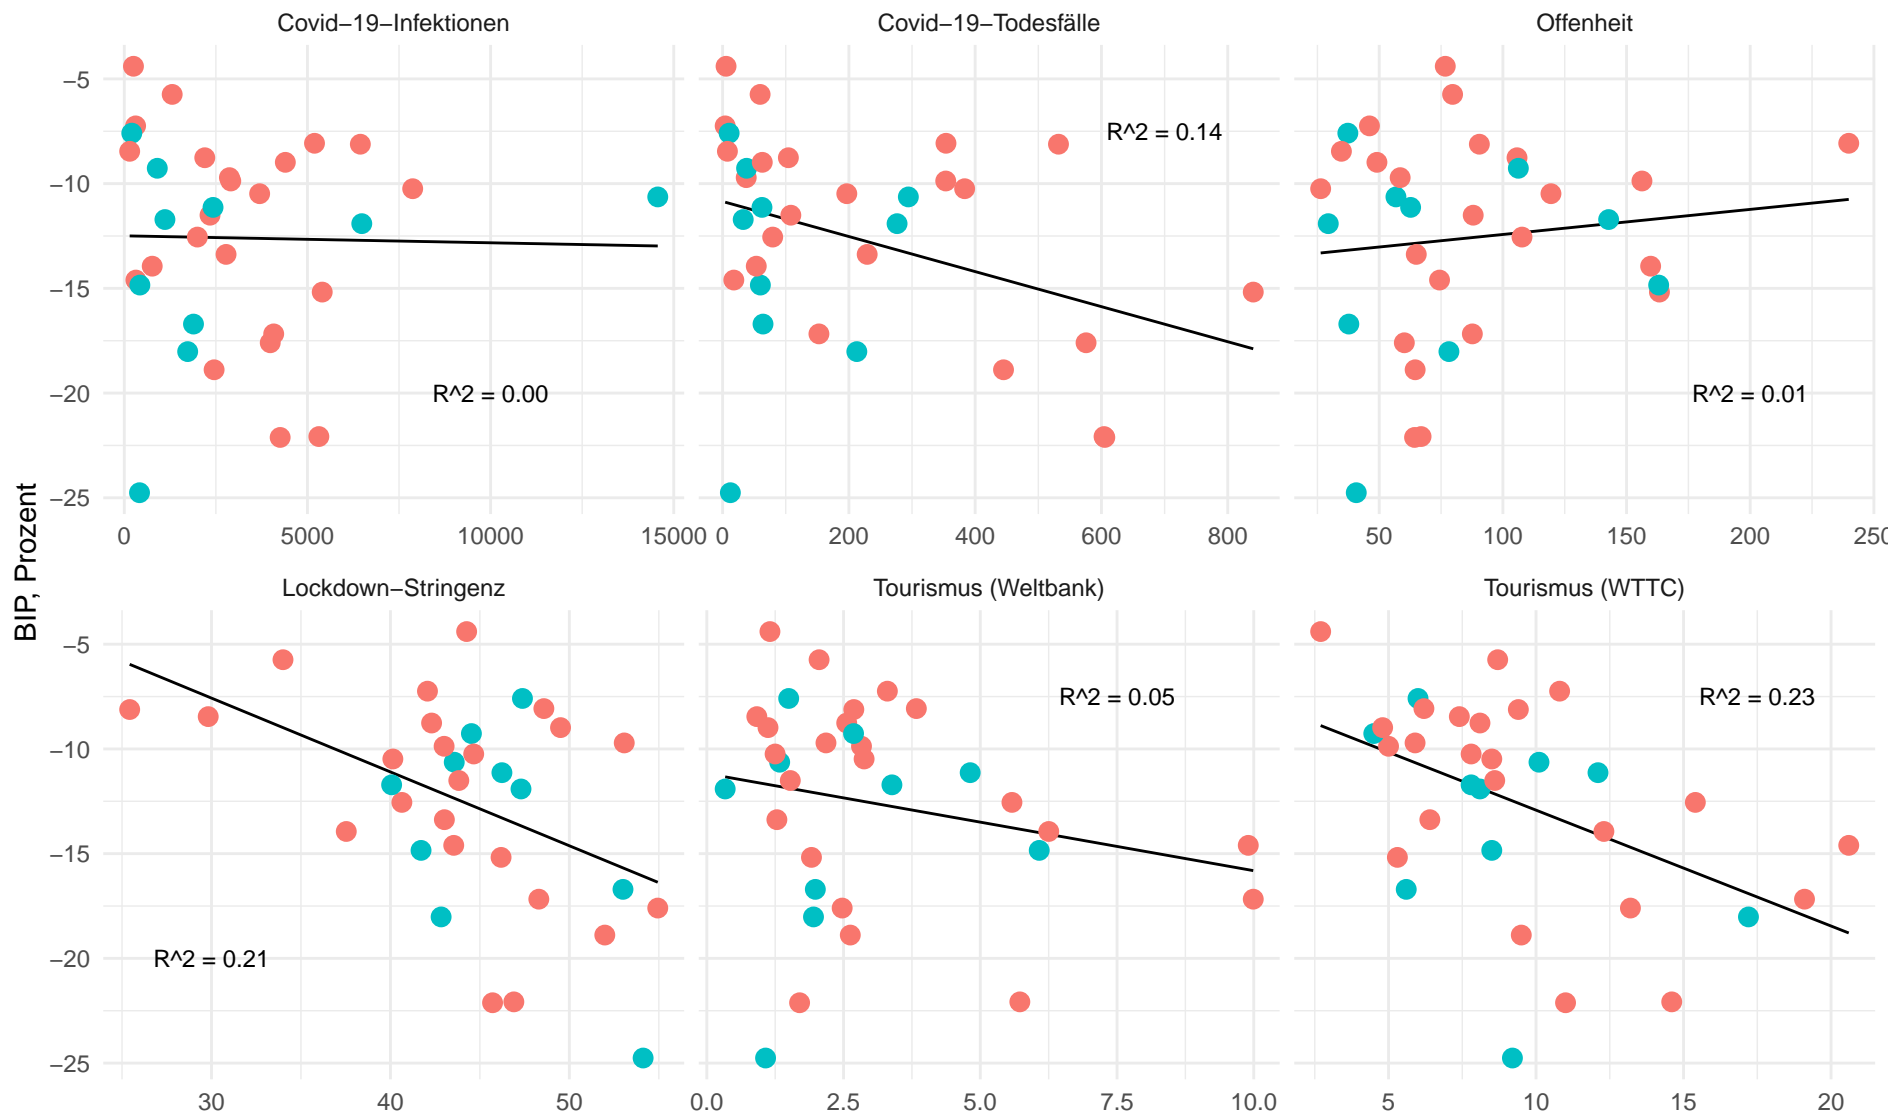 Covid−19−Infektionen Covid−19−Todesfälle Offenheit
−5
R^2 = 0.14
−10
−15
−20 R^2 = 0.00 R^2 = 0.01
−25
0 5000 10000 15000 0 200 400 600 800 50 100 150 200 250
BIP, Prozent
Lockdown−Stringenz Tourismus (Weltbank) Tourismus (WTTC)
−5
R^2 = 0.05 R^2 = 0.23
−10
−15
−20 R^2 = 0.21
−25
30 40 50 0.0 2.5 5.0 7.5 10.0 5 10 15 20